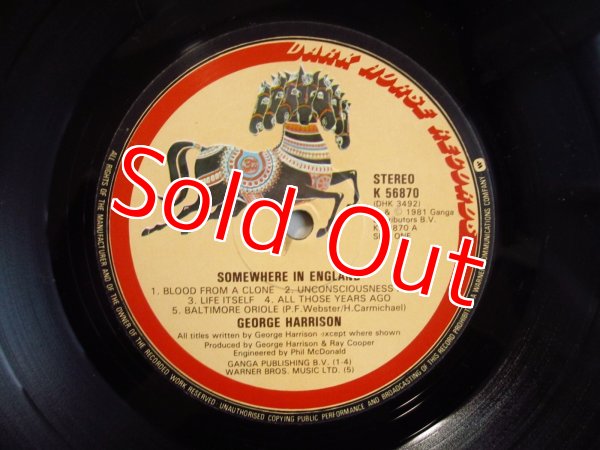 DARK HORSE RECORDS
STEREO
K 56870
(DHK 3492)
& © 1981 Ganga
B.V.
Sold Out
SOMEWHERE IN ENGLAND
1. BLOOD FROM A CLONE 2. UNCONSCIOUSNESS
3. LIFE ITSELF 4. ALL THOSE YEARS AGO
5. BALTIMORE ORIOLE (P.F.Webster/H.Carmichael)
GEORGE HARRISON
All titles written by George Harrison except where shown
Produced by George Harrison & Ray Cooper
Engineered by Phil McDonald
GANGA PUBLISHING B.V. (1-4)
WARNER BROS. MUSIC LTD. (5)
ALL RIGHTS OF THE MANUFACTURER AND OF THE OWNER OF THE RECORDED WORK RESERVED UNAUTHORISED COPYING PUBLIC PERFORMANCE AND BROADCASTING OF THIS RECORD PROHIBITED
A WARNER COMMUNICATIONS COMPANY